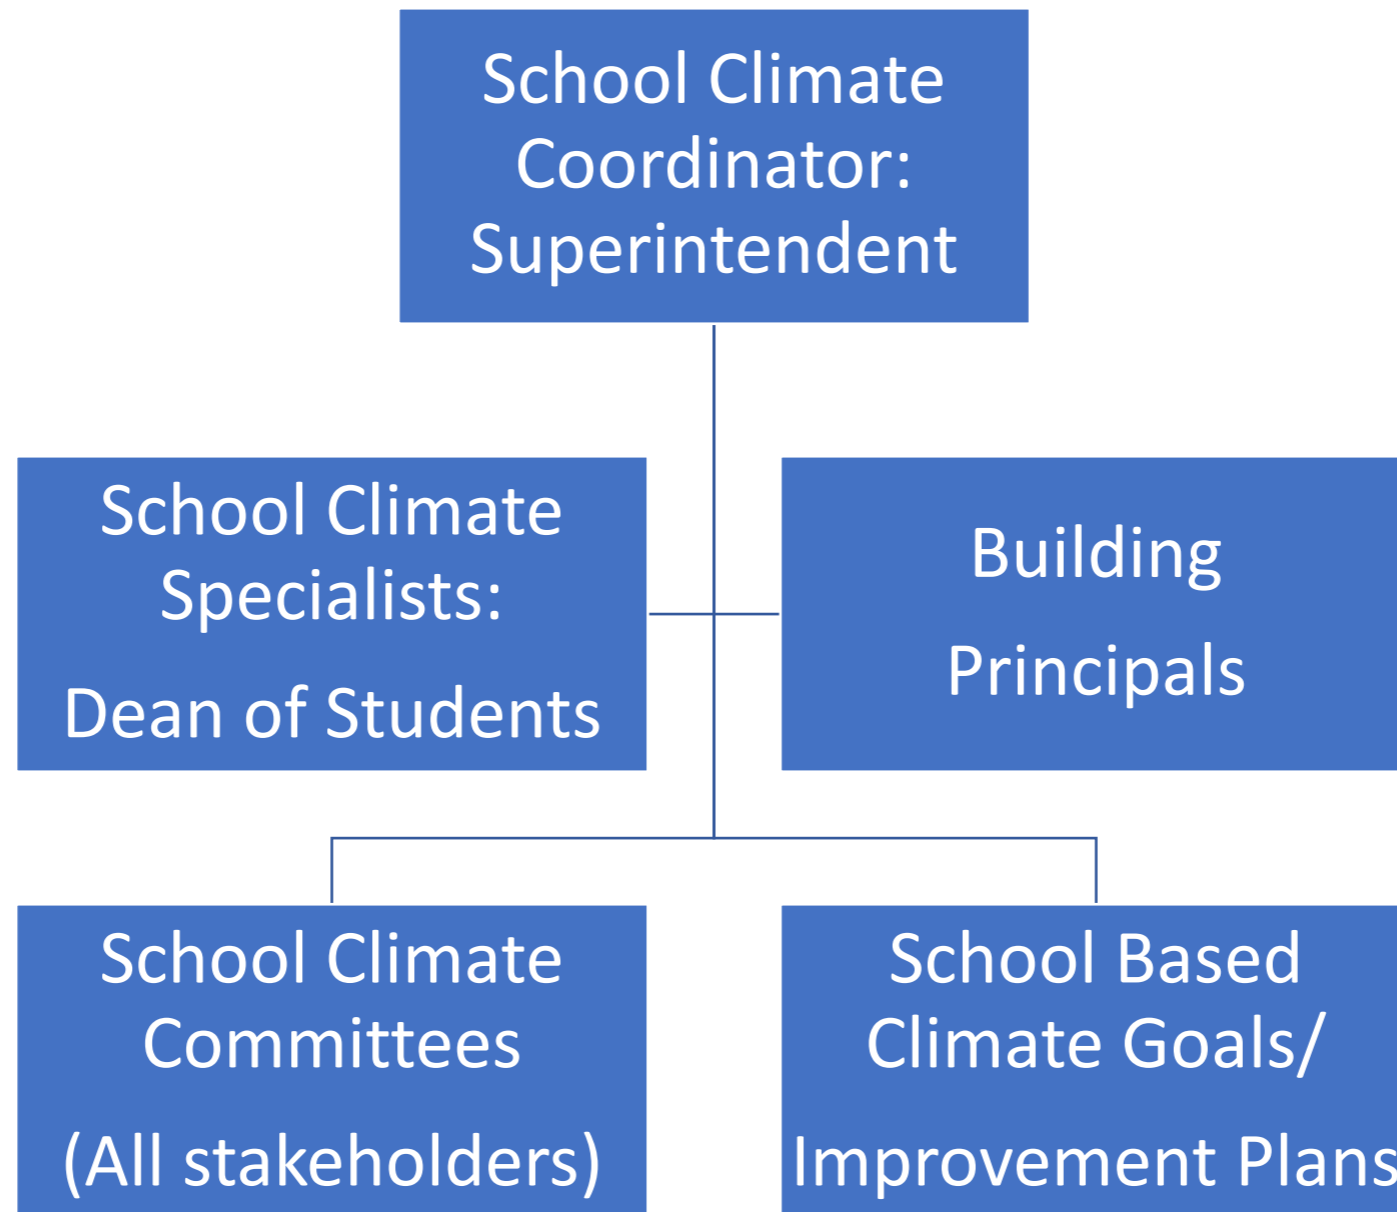 School Climate
Coordinator:
Superintendent
School Climate
Specialists:
Dean of Students
Building
Principals
School Climate
Committees
(All stakeholders)
School Based
Climate Goals/
Improvement Plans